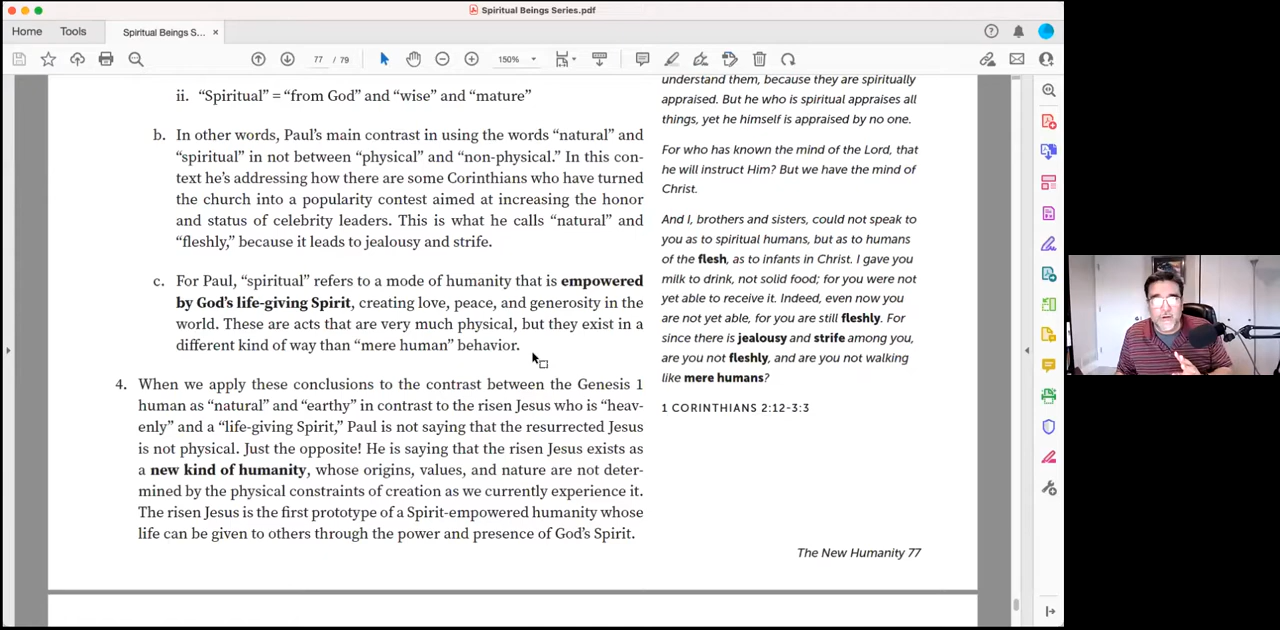 Spiritual Beings Series.pdf
Home
Tools
Spiritual Beings S... ×
77 / 79
150%
ii. “Spiritual” = “from God” and “wise” and “mature”
b. In other words, Paul’s main contrast in using the words “natural” and
“spiritual” in not between “physical” and “non-physical.” In this con-
text he’s addressing how there are some Corinthians who have turned
the church into a popularity contest aimed at increasing the honor
and status of celebrity leaders. This is what he calls “natural” and
“fleshly,” because it leads to jealousy and strife.
c. For Paul, “spiritual” refers to a mode of humanity that is empowered
by God’s life-giving Spirit, creating love, peace, and generosity in the
world. These are acts that are very much physical, but they exist in a
different kind of way than “mere human” behavior.
4. When we apply these conclusions to the contrast between the Genesis 1
human as “natural” and “earthy” in contrast to the risen Jesus who is “heav-
enly” and a “life-giving Spirit,” Paul is not saying that the resurrected Jesus
is not physical. Just the opposite! He is saying that the risen Jesus exists as
a new kind of humanity, whose origins, values, and nature are not deter-
mined by the physical constraints of creation as we currently experience it.
The risen Jesus is the first prototype of a Spirit-empowered humanity whose
life can be given to others through the power and presence of God’s Spirit.
understand them, because they are spiritually
appraised. But he who is spiritual appraises all
things, yet he himself is appraised by no one.
For who has known the mind of the Lord, that
he will instruct Him? But we have the mind of
Christ.
And I, brothers and sisters, could not speak to
you as to spiritual humans, but as to humans
of the flesh, as to infants in Christ. I gave you
milk to drink, not solid food; for you were not
yet able to receive it. Indeed, even now you
are not yet able, for you are still fleshly. For
since there is jealousy and strife among you,
are you not fleshly, and are you not walking
like mere humans?
1 CORINTHIANS 2:12-3:3
The New Humanity 77